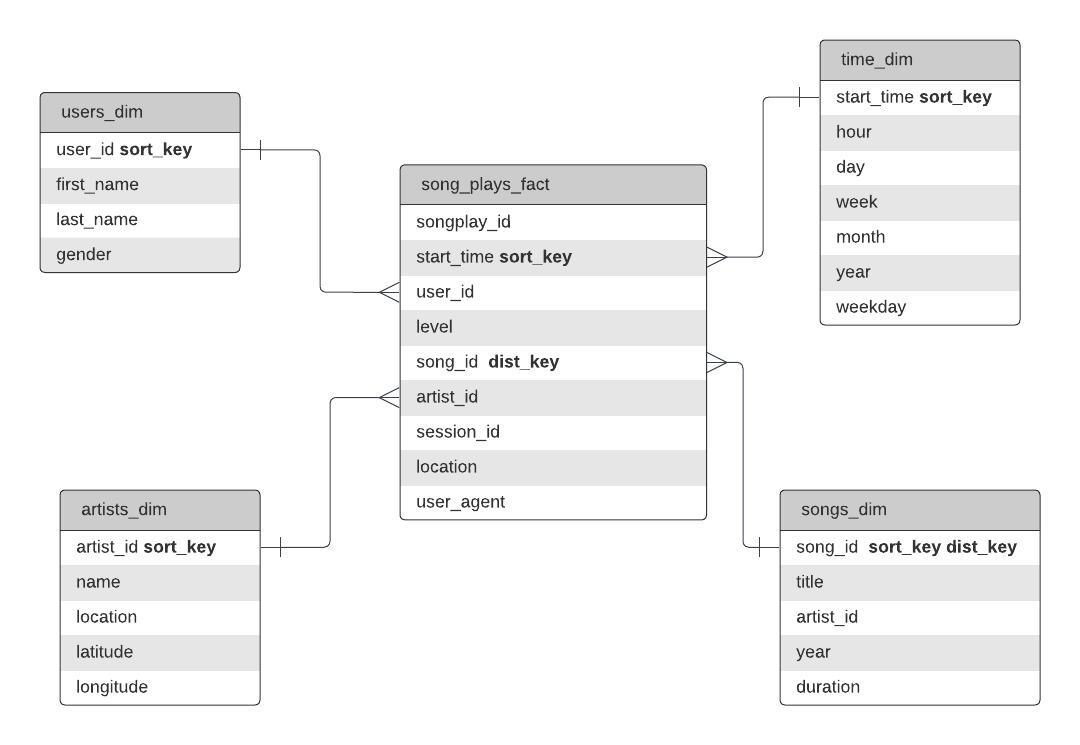 users_dim
user_id sort_key
first_name
last_name
gender
song_plays_fact
songplay_id
start_time sort_key
user_id
level
song_id dist_key
artist_id
session_id
location
user_agent
time_dim
start_time sort_key
hour
day
week
month
year
weekday
artists_dim
artist_id sort_key
name
location
latitude
longitude
songs_dim
song_id sort_key dist_key
title
artist_id
year
duration